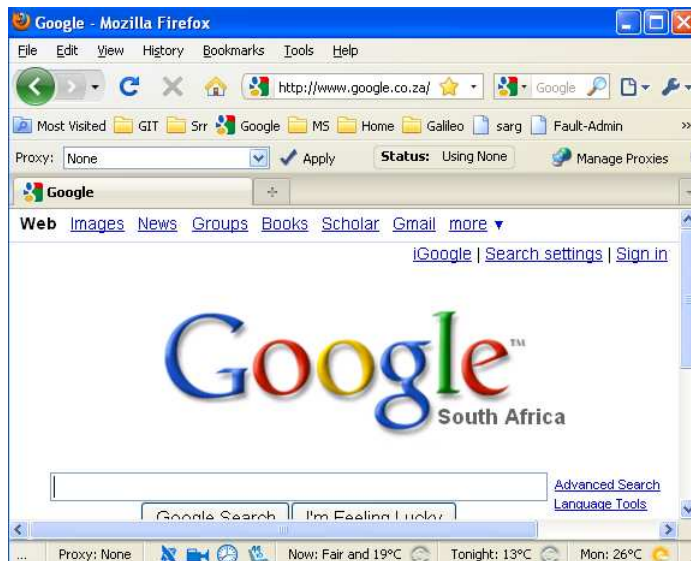 Google - Mozilla Firefox
File Edit View History Bookmarks Tools Help
http://www.google.co.za/ Google
Most Visited GIT Srr Google MS Home Galileo sarg Fault-Admin »
Proxy: None Apply Status: Using None Manage Proxies
Google
Web Images News Groups Books Scholar Gmail more ▼
iGoogle | Search settings | Sign in
Google™
South Africa
Advanced Search
Google Search I'm Feeling Lucky Language Tools
... Proxy: None Now: Fair and 19°C Tonight: 13°C Mon: 26°C